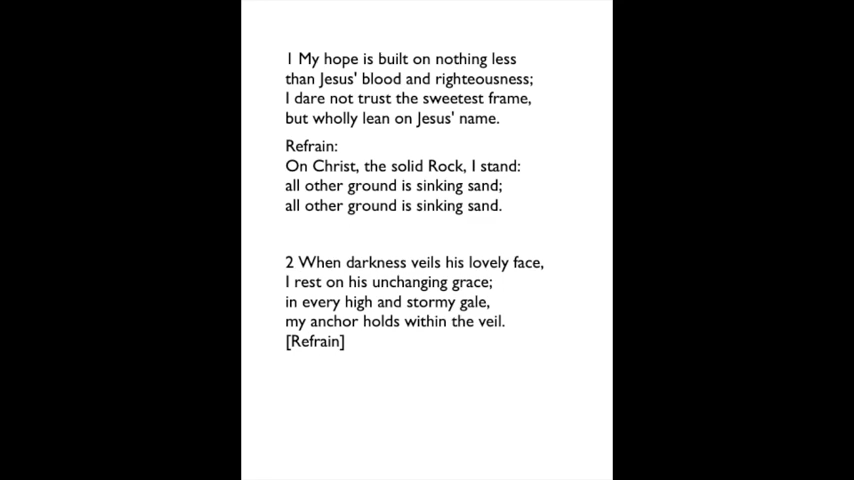 1 My hope is built on nothing less
than Jesus' blood and righteousness;
I dare not trust the sweetest frame,
but wholly lean on Jesus' name.
Refrain:
On Christ, the solid Rock, I stand:
all other ground is sinking sand;
all other ground is sinking sand.
2 When darkness veils his lovely face,
I rest on his unchanging grace;
in every high and stormy gale,
my anchor holds within the veil.
[Refrain]